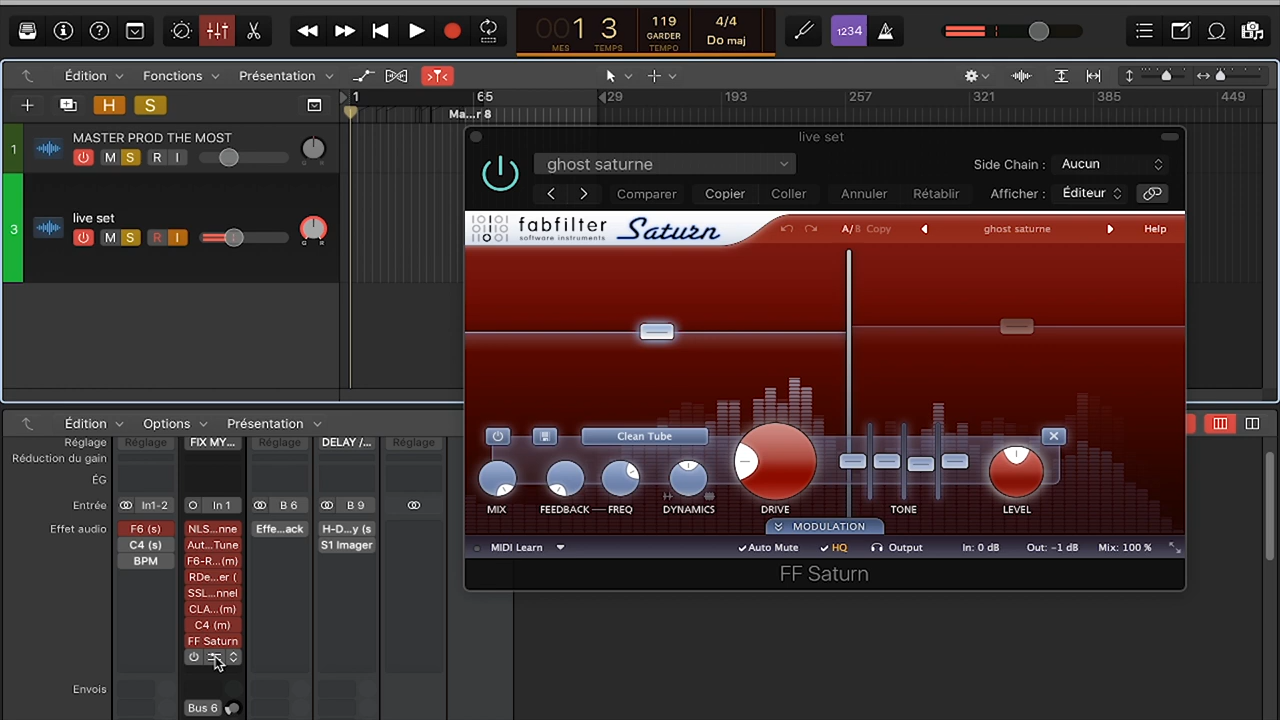 00 1 3
MES TEMPS
119
GARDER
TEMPO
4/4
Do maj
1234
Édition Fonctions Présentation
H S
1 65 29 193 257 321 385 449
Ma...r 8
1 MASTER PROD THE MOST
M S R I
3 live set
M S R I
live set
ghost saturne
Side Chain : Aucun
Comparer Copier Coller Annuler Rétablir
Afficher : Éditeur
fabfilter
software instruments
Saturn
A/B Copy
ghost saturne
Help
Clean Tube
MIX FEEDBACK FREQ DYNAMICS DRIVE TONE LEVEL
MODULATION
MIDI Learn Auto Mute HQ Output In: 0 dB Out: -1 dB Mix: 100 %
FF Saturn
Édition Options Présentation
Réglage Réglage FIX MY... Réglage DELAY /... Réglage
Réduction du gain
ÉG
Entrée In1-2 In 1 B 6 B 9
Effet audio F6 (s) NLS...nne Effe...ack H-D...y (s
C4 (s) Aut...Tune S1 Imager
BPM F6-R...(m)
RDe...er (
SSL...nnel
CLA...(m)
C4 (m)
FF Saturn
Envois
Bus 6